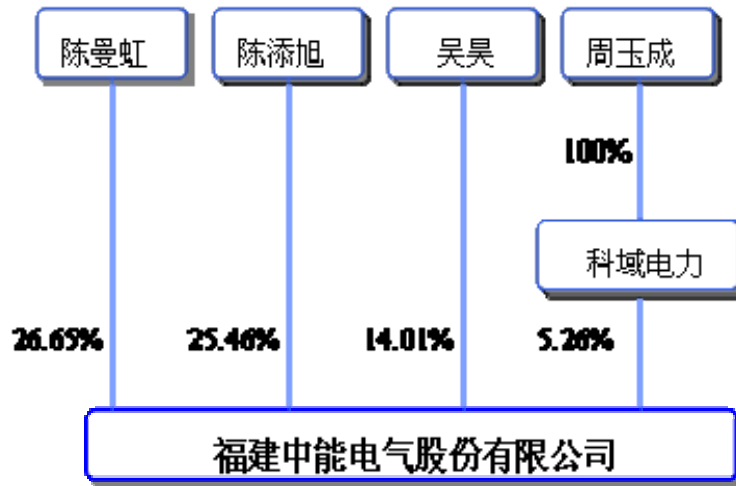 陈曼虹 陈添旭 吴昊 周玉成
100%
科域电力
26.65% 25.46% 14.01% 5.26%
福建中能电气股份有限公司